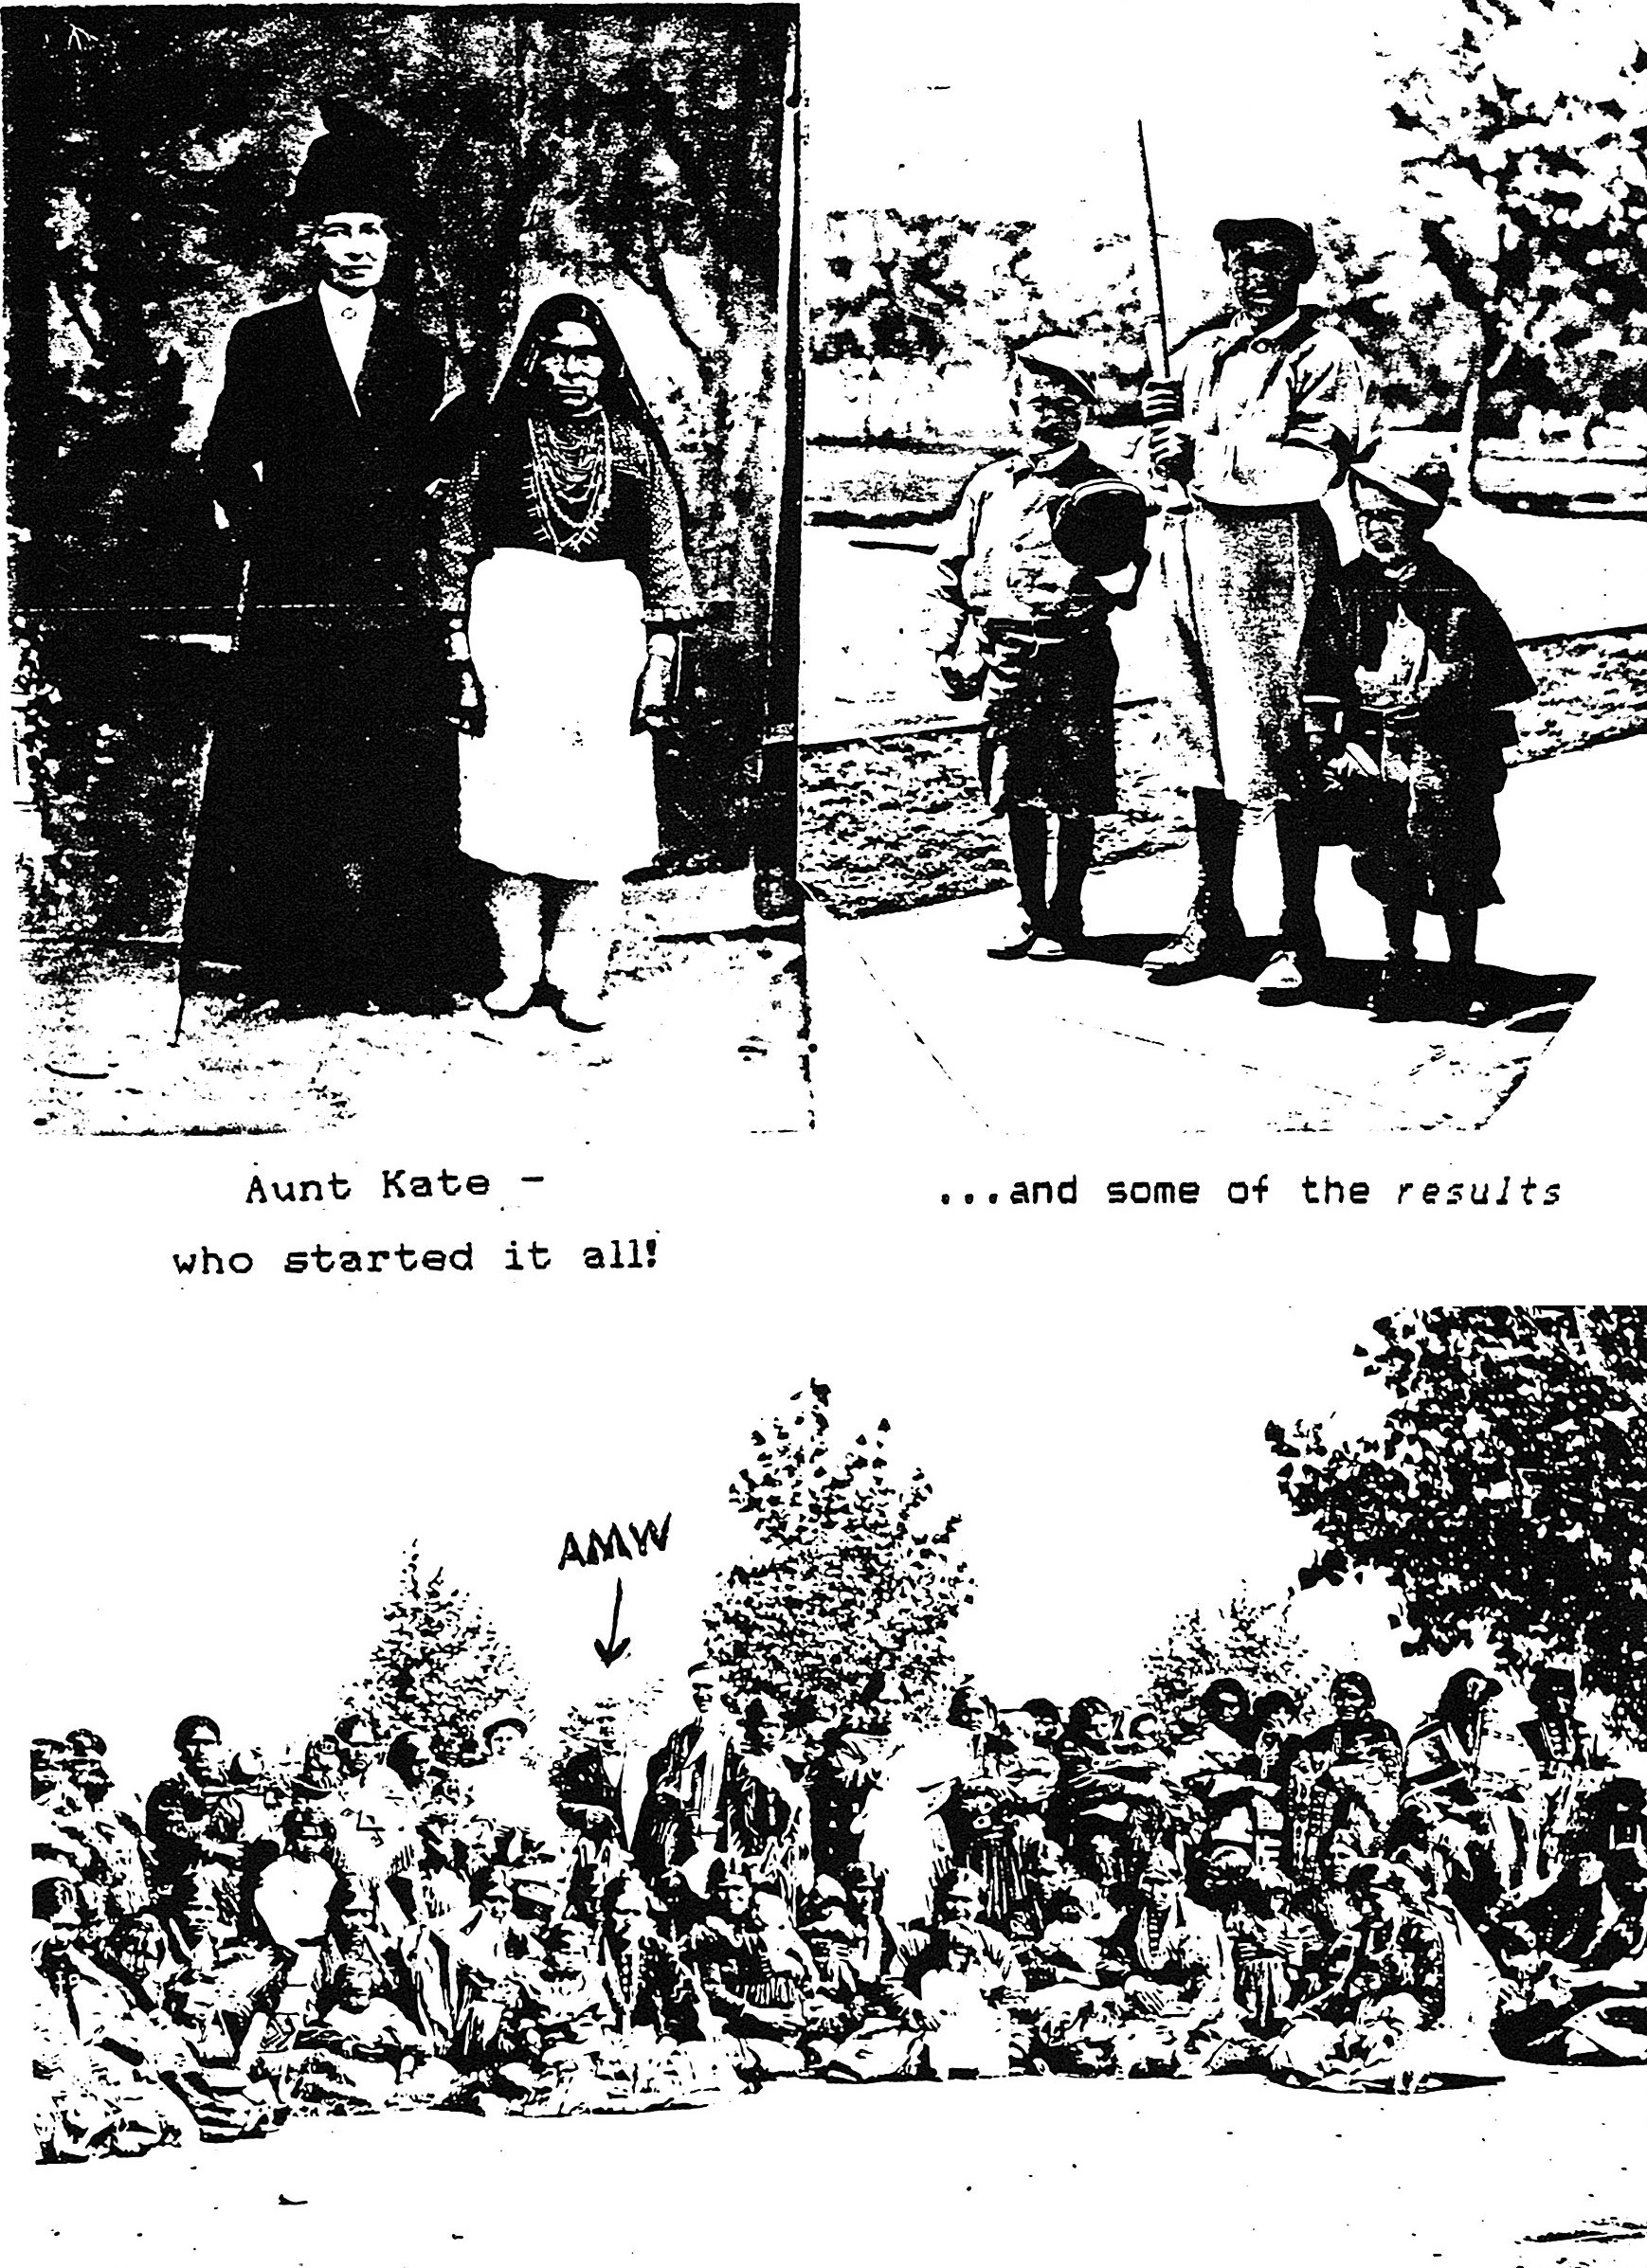 Aunt Kate -
who started it all!
...and some of the results
AMW